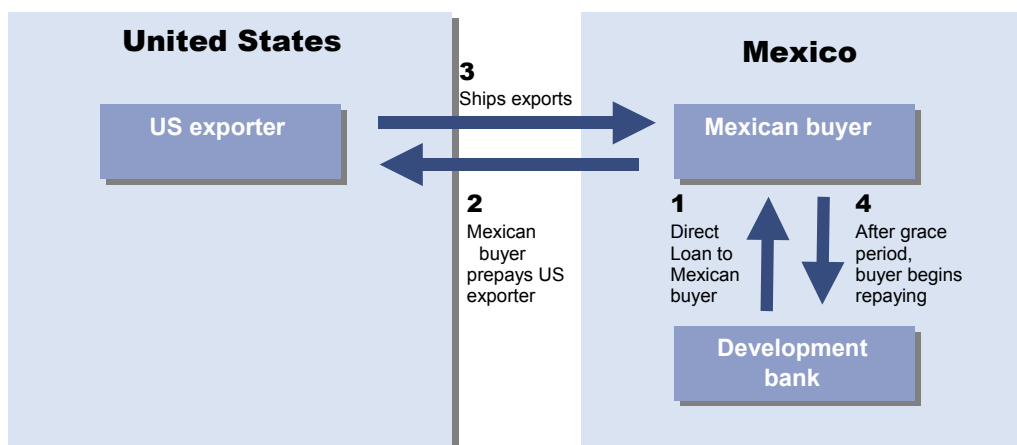 United States
US exporter
3
Ships exports
2
Mexican
buyer
prepays US
exporter
Mexico
Mexican buyer
1
Direct
Loan to
Mexican
buyer
4
After grace
period,
buyer begins
repaying
Development
bank